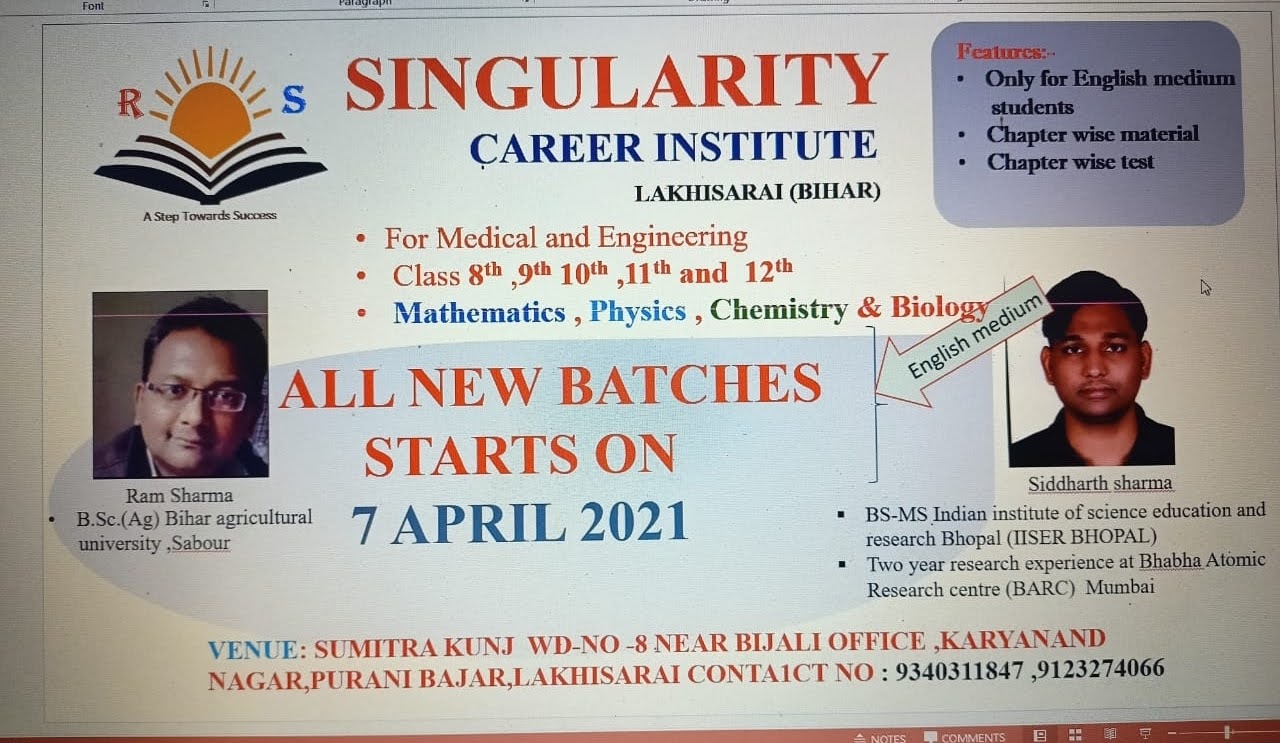 Font
Paragraph
Drawing
R S
A Step Towards Success
SINGULARITY
CAREER INSTITUTE
LAKHISARAI (BIHAR)
Features:-
• Only for English medium
students
• Chapter wise material
• Chapter wise test
• For Medical and Engineering
• Class 8th ,9th 10th ,11th and 12th
• Mathematics , Physics , Chemistry & Biology
English medium
ALL NEW BATCHES
STARTS ON
7 APRIL 2021
Ram Sharma
• B.Sc.(Ag) Bihar agricultural
university ,Sabour
Siddharth sharma
▪ BS-MS Indian institute of science education and
research Bhopal (IISER BHOPAL)
▪ Two year research experience at Bhabha Atomic
Research centre (BARC) Mumbai
VENUE: SUMITRA KUNJ WD-NO -8 NEAR BIJALI OFFICE ,KARYANAND
NAGAR,PURANI BAJAR,LAKHISARAI CONTA1CT NO : 9340311847 ,9123274066
NOTES COMMENTS